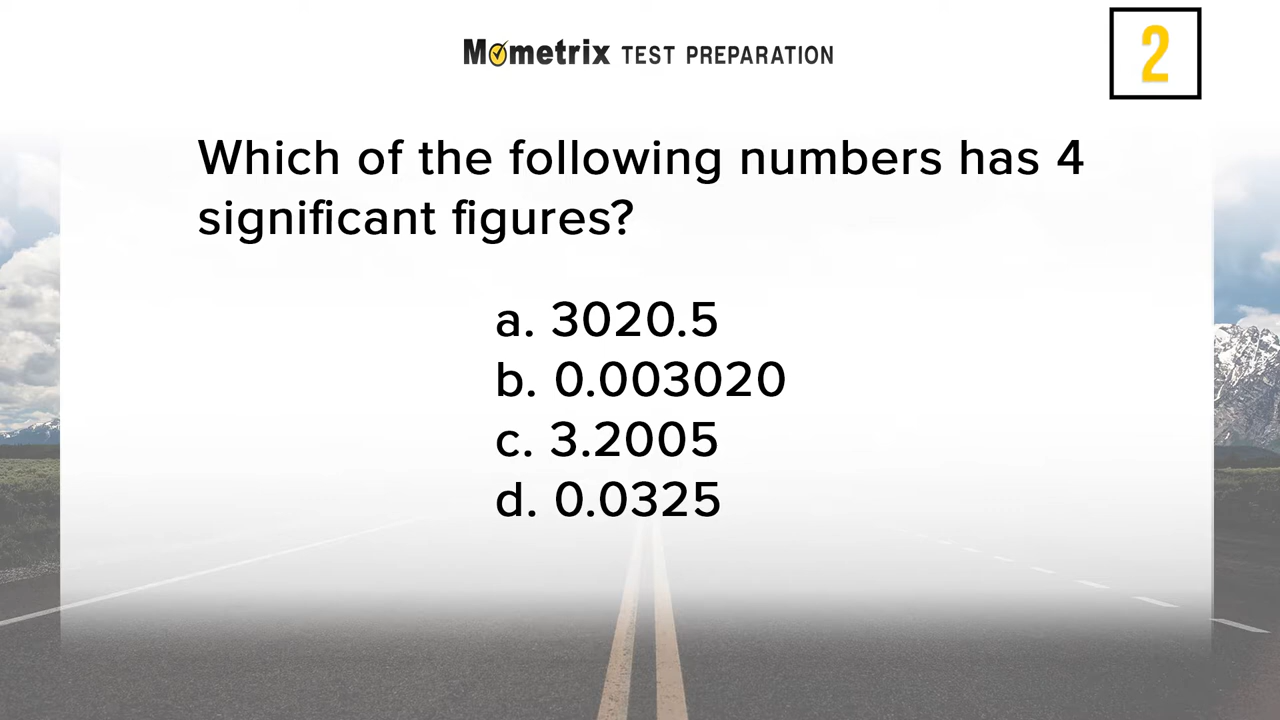 Mometrix TEST PREPARATION
2
Which of the following numbers has 4
significant figures?
a. 3020.5
b. 0.003020
c. 3.2005
d. 0.0325